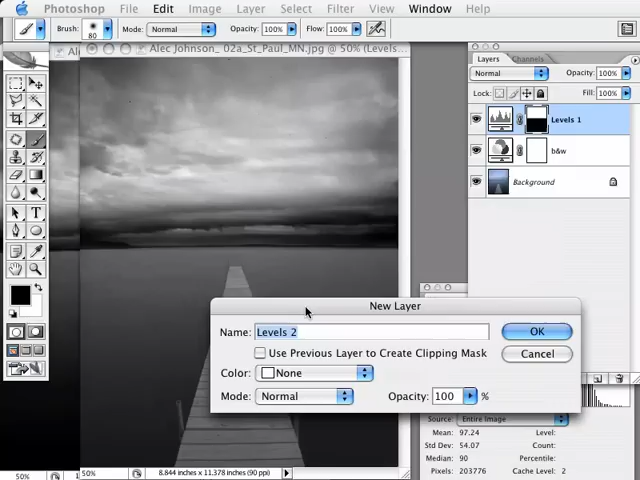 Photoshop File Edit Image Layer Select Filter View Window Help
Brush: 80 Mode: Normal Opacity: 100% Flow: 100%
Alec Johnson_ 02a_St_Paul_MN.jpg @ 50% (Levels...
Layers Channels
Normal Opacity: 100%
Lock: Fill: 100%
Levels 1
b&w
Background
New Layer
Name: Levels 2 OK
Use Previous Layer to Create Clipping Mask Cancel
Color: None
Mode: Normal Opacity: 100 %
Source: Entire Image
Mean: 97.24 Level:
Std Dev: 54.07 Count:
Median: 90 Percentile:
Pixels: 203776 Cache Level: 2
50% 50% 8.844 inches x 11.378 inches (90 ppi)